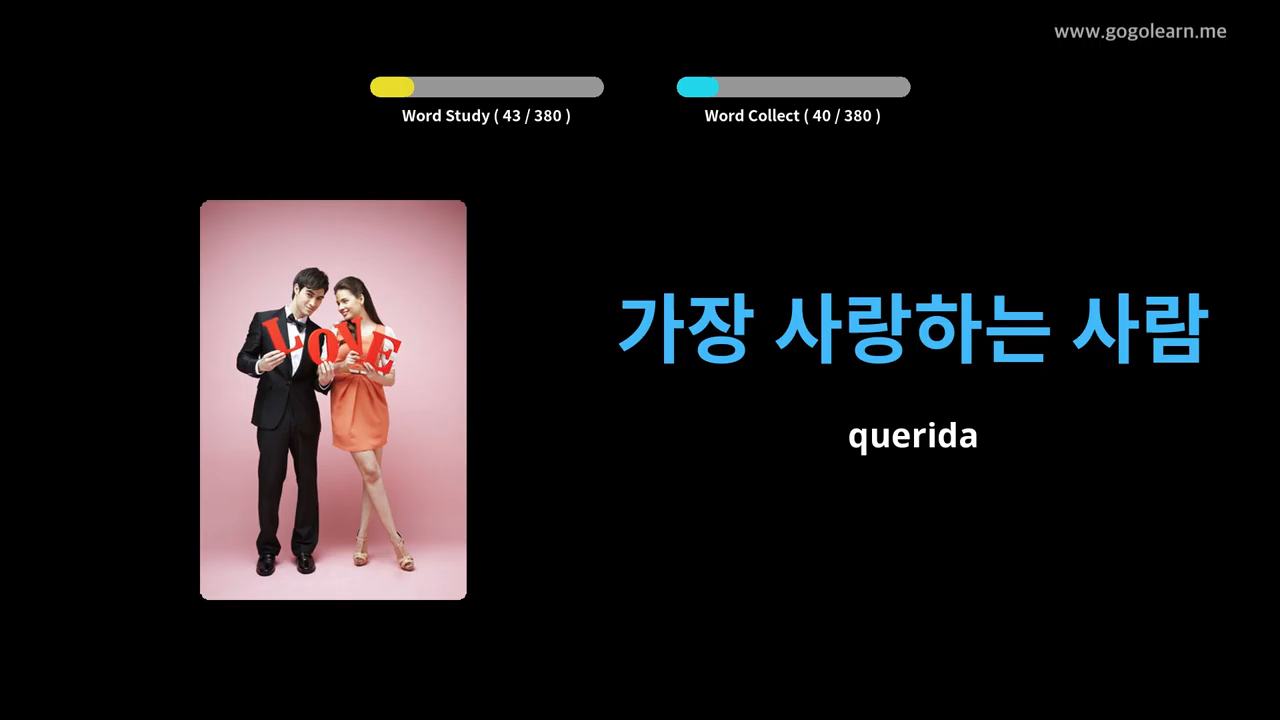 www.gogolearn.me
Word Study ( 43 / 380 )
Word Collect ( 40 / 380 )
LOVE
가장 사랑하는 사람
querida